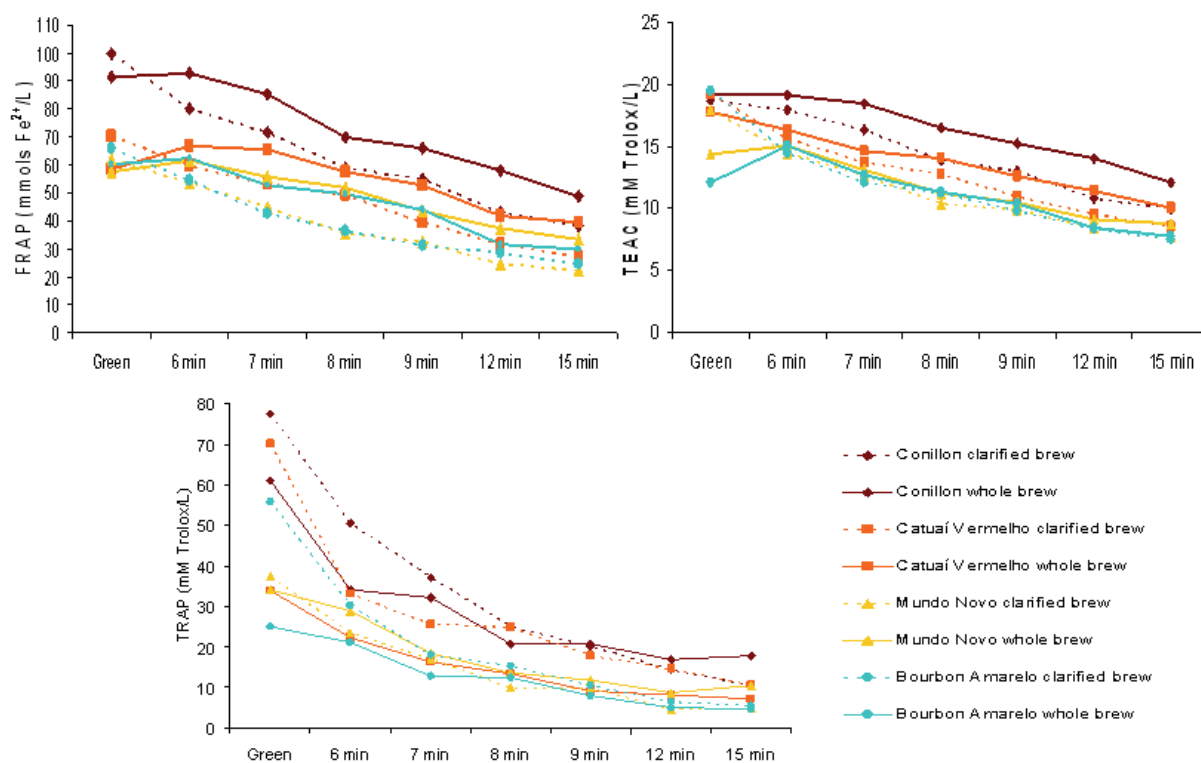 FRAP (mmols Fe²⁺/L)
110
100
90
80
70
60
50
40
30
20
10
0
Green 6 min 7 min 8 min 9 min 12 min 15 min
TEAC (mM Trolox/L)
25
20
15
10
5
0
Green 6 min 7 min 8 min 9 min 12 min 15 min
TRAP (mM Trolox/L)
80
70
60
50
40
30
20
10
0
Green 6 min 7 min 8 min 9 min 12 min 15 min
Conillon clarified brew
Conillon whole brew
Catuaí Vermelho clarified brew
Catuaí Vermelho whole brew
Mundo Novo clarified brew
Mundo Novo whole brew
Bourbon Amarelo clarified brew
Bourbon Amarelo whole brew